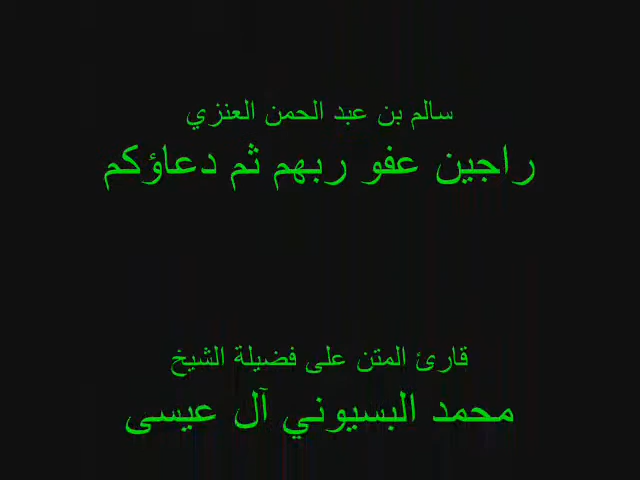 سالم بن عبد الحمن العنزي
راجين عفو ربهم ثم دعاؤكم
قارئ المتن على فضيلة الشيخ
محمد البسيوني آل عيسى